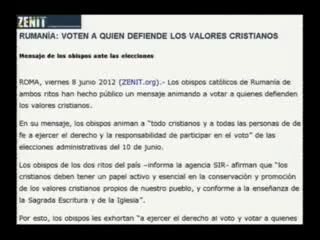 ZENIT
RUMANÍA: VOTEN A QUIEN DEFIENDE LOS VALORES CRISTIANOS
Mensaje de los obispos ante las elecciones
ROMA, viernes 8 junio 2012 (ZENIT.org).- Los obispos católicos de Rumanía de
ambos ritos han hecho público un mensaje animando a votar a quienes defienden
los valores cristianos.
En su mensaje, los obispos animan a "todo cristiano y a todas las personas de
fe a ejercer el derecho y la responsabilidad de participar en el voto" de las
elecciones administrativas del 10 de junio.
Los obispos de los dos ritos del país –informa la agencia SIR- afirman que "los
cristianos deben tener un papel activo y esencial en la conservación y promoción
de los valores cristianos propios de nuestro pueblo, y conforme a la enseñanza de
la Sagrada Escritura y de la Iglesia".
Por esto, los obispos les exhortan "a ejercer el derecho al voto y votar a quienes